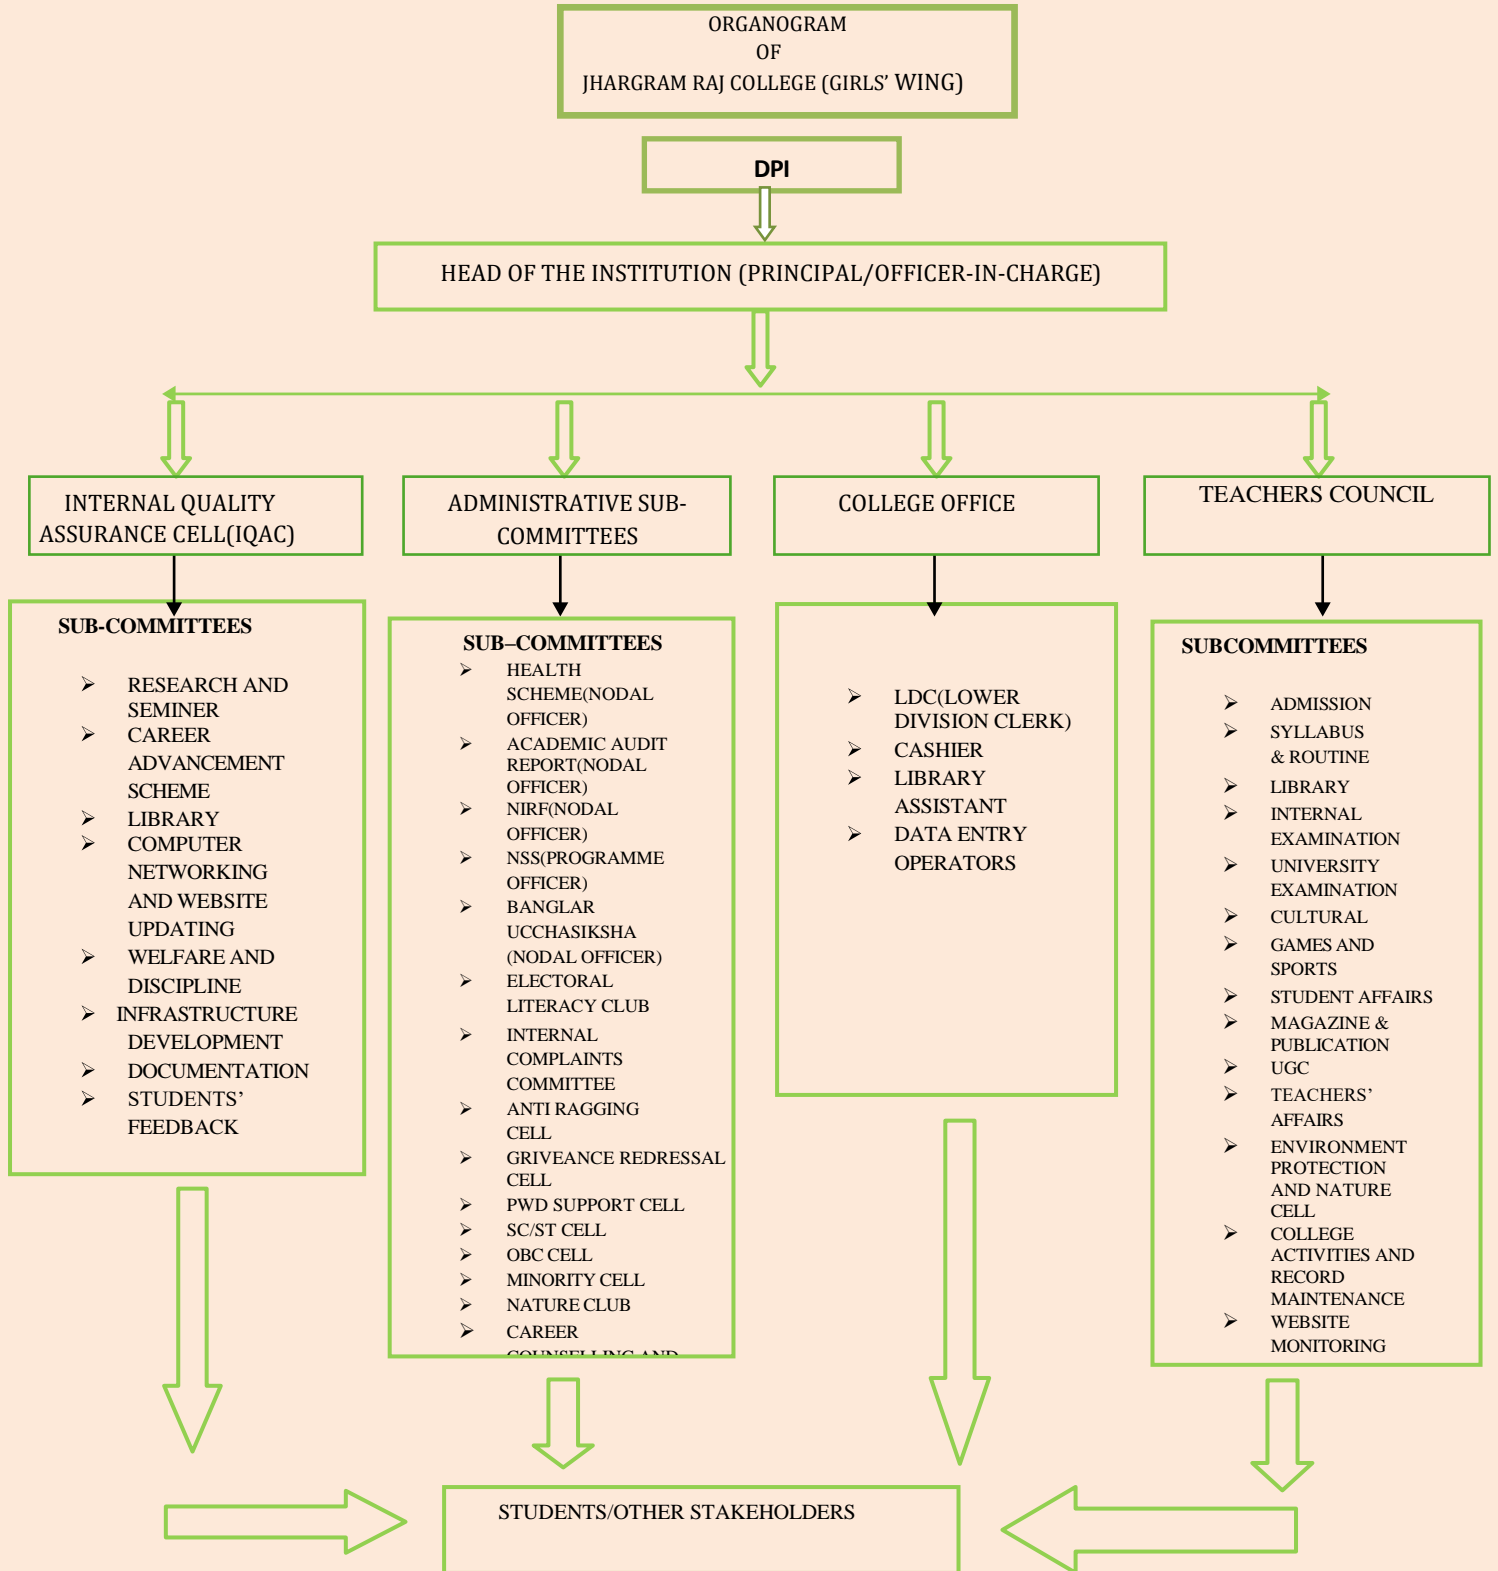 ORGANOGRAM
OF
JHARGRAM RAJ COLLEGE (GIRLS’ WING)
DPI
HEAD OF THE INSTITUTION (PRINCIPAL/OFFICER-IN-CHARGE)
INTERNAL QUALITY
ASSURANCE CELL(IQAC)
ADMINISTRATIVE SUB-
COMMITTEES
COLLEGE OFFICE
TEACHERS COUNCIL
SUB-COMMITTEES
➢ RESEARCH AND
SEMINER
➢ CAREER
ADVANCEMENT
SCHEME
➢ LIBRARY
➢ COMPUTER
NETWORKING
AND WEBSITE
UPDATING
➢ WELFARE AND
DISCIPLINE
➢ INFRASTRUCTURE
DEVELOPMENT
➢ DOCUMENTATION
➢ STUDENTS’
FEEDBACK
SUB–COMMITTEES
➢ HEALTH
SCHEME(NODAL
OFFICER)
➢ ACADEMIC AUDIT
REPORT(NODAL
OFFICER)
➢ NIRF(NODAL
OFFICER)
➢ NSS(PROGRAMME
OFFICER)
➢ BANGLAR
UCCHASIKSHA
(NODAL OFFICER)
➢ ELECTORAL
LITERACY CLUB
➢ INTERNAL
COMPLAINTS
COMMITTEE
➢ ANTI RAGGING
CELL
➢ GRIVEANCE REDRESSAL
CELL
➢ PWD SUPPORT CELL
➢ SC/ST CELL
➢ OBC CELL
➢ MINORITY CELL
➢ NATURE CLUB
➢ CAREER
COUNSELLING AND
➢ LDC(LOWER
DIVISION CLERK)
➢ CASHIER
➢ LIBRARY
ASSISTANT
➢ DATA ENTRY
OPERATORS
SUBCOMMITTEES
➢ ADMISSION
➢ SYLLABUS
& ROUTINE
➢ LIBRARY
➢ INTERNAL
EXAMINATION
➢ UNIVERSITY
EXAMINATION
➢ CULTURAL
➢ GAMES AND
SPORTS
➢ STUDENT AFFAIRS
➢ MAGAZINE &
PUBLICATION
➢ UGC
➢ TEACHERS’
AFFAIRS
➢ ENVIRONMENT
PROTECTION
AND NATURE
CELL
➢ COLLEGE
ACTIVITIES AND
RECORD
MAINTENANCE
➢ WEBSITE
MONITORING
STUDENTS/OTHER STAKEHOLDERS